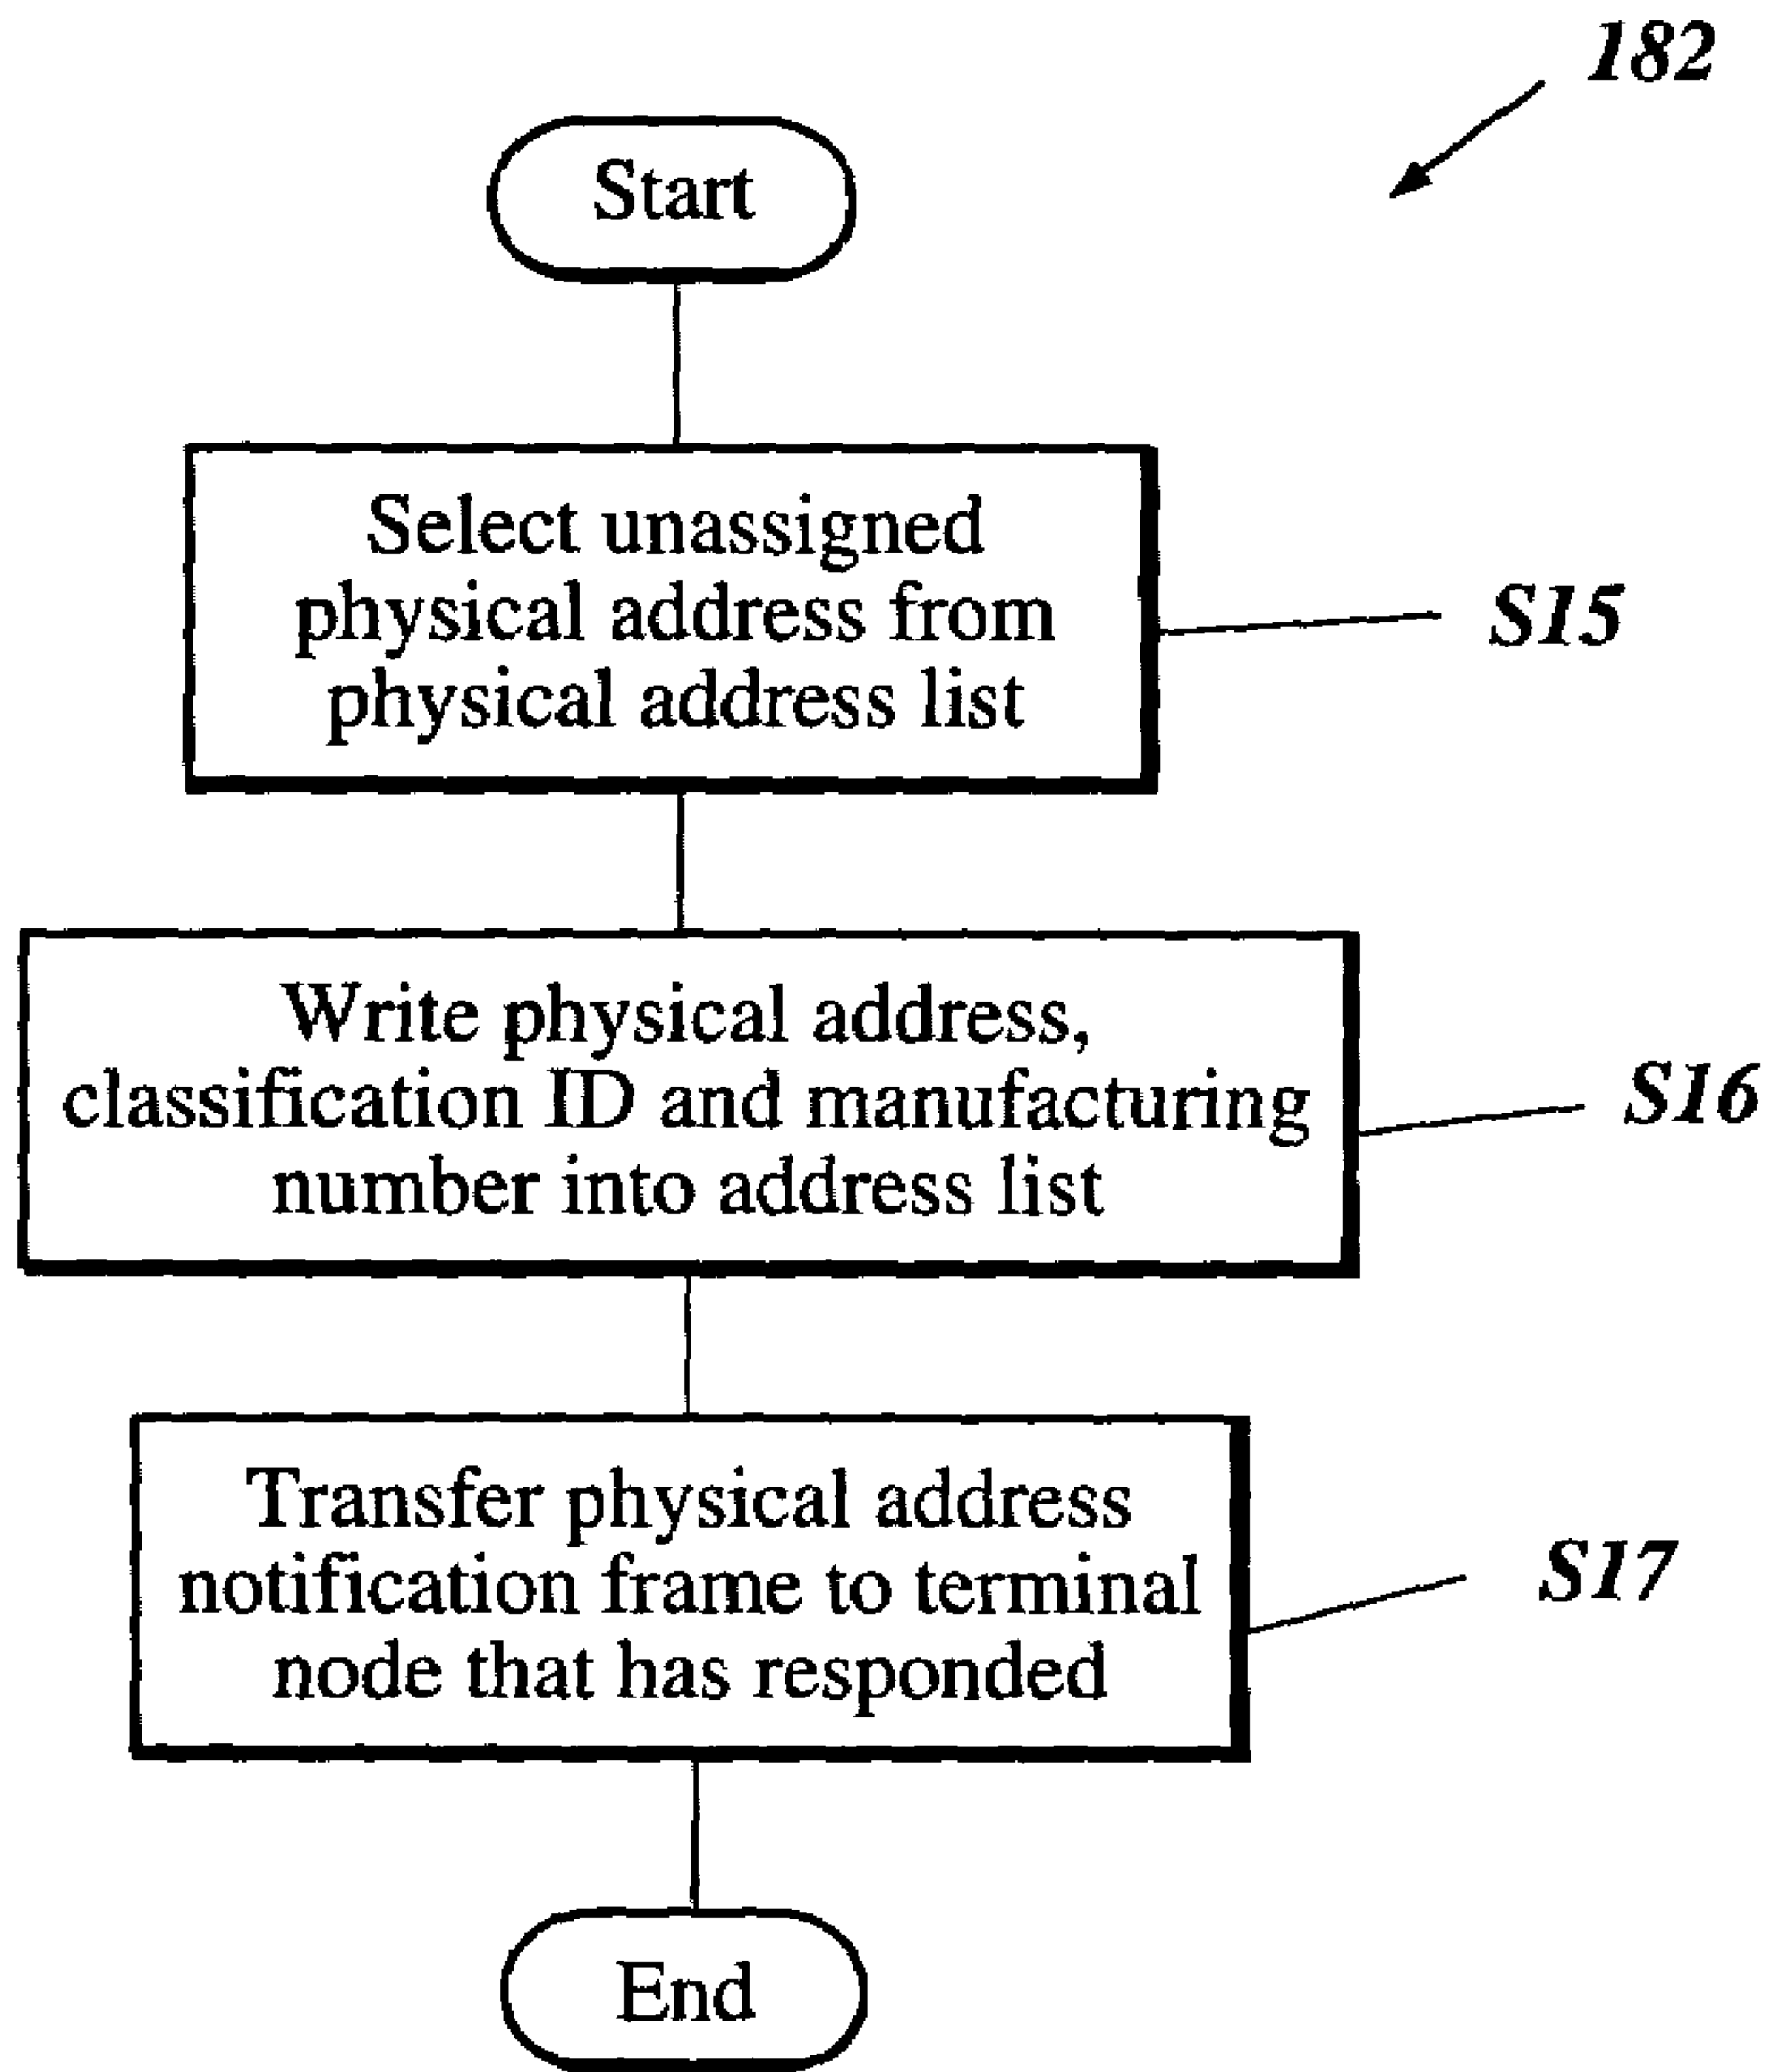 182
Start
Select unassigned
physical address from
physical address list
S15
Write physical address,
classification ID and manufacturing
number into address list
S16
Transfer physical address
notification frame to terminal
node that has responded
S17
End